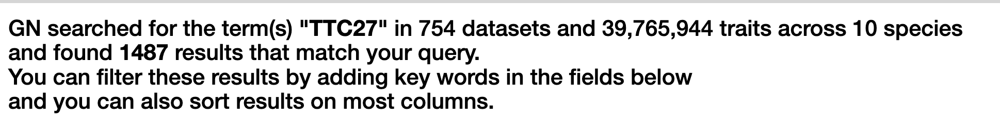 GN searched for the term(s) "TTC27" in 754 datasets and 39,765,944 traits across 10 species
and found 1487 results that match your query.
You can filter these results by adding key words in the fields below
and you can also sort results on most columns.